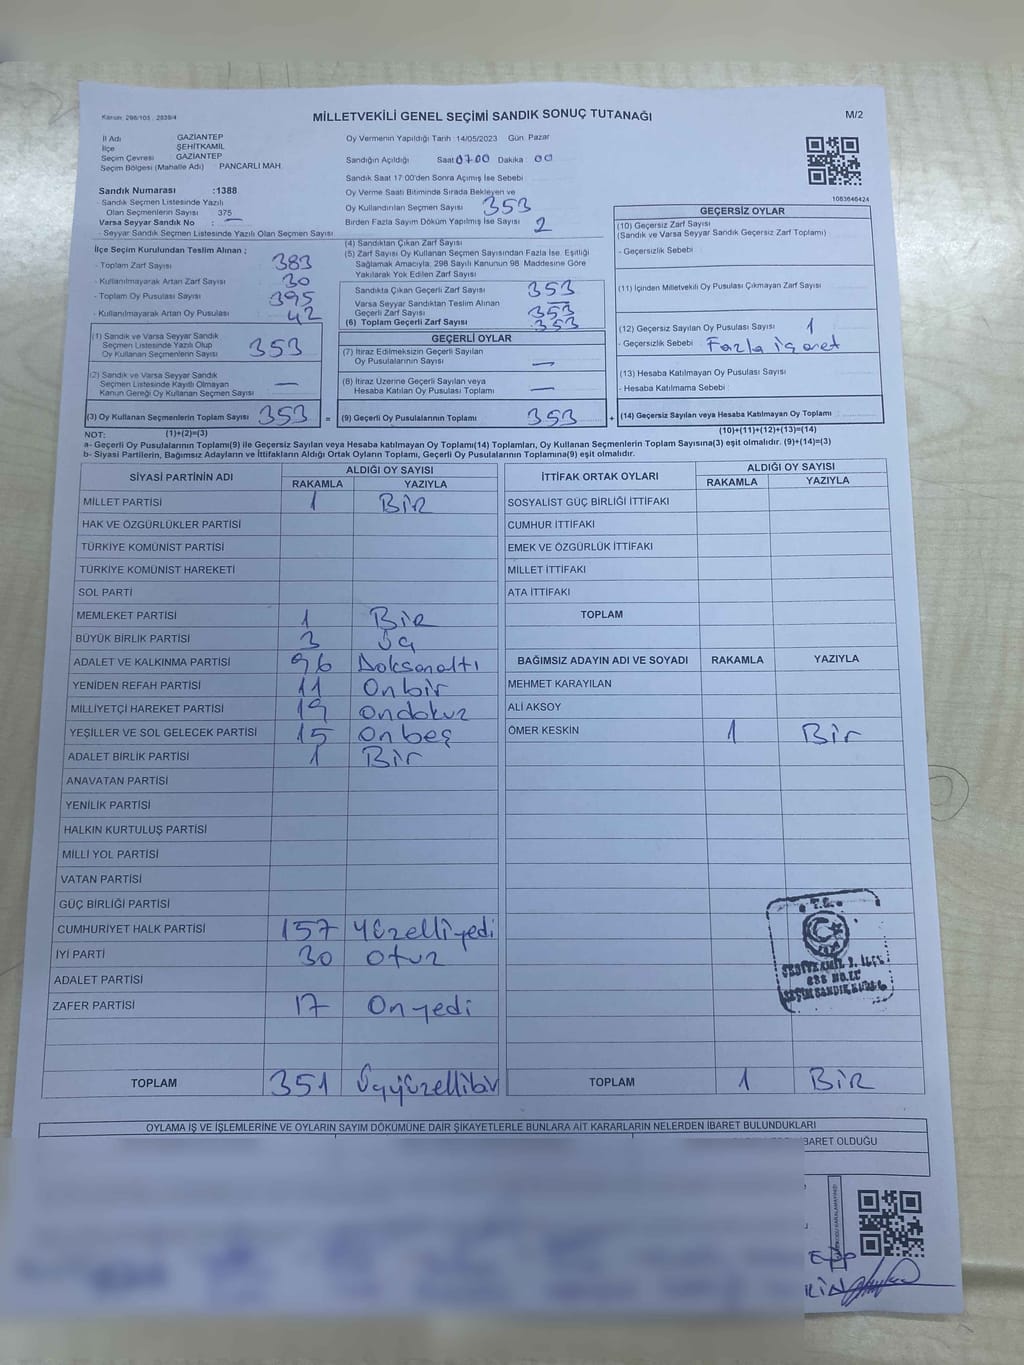 Kanun: 298/105 - 2839/4
MİLLETVEKİLİ GENEL SEÇİMİ SANDIK SONUÇ TUTANAĞI
M/2
İl Adı GAZİANTEP
İlçe ŞEHİTKAMİL
Seçim Çevresi GAZİANTEP
Seçim Bölgesi (Mahalle Adı) PANCARLI MAH.
Sandık Numarası :1388
- Sandık Seçmen Listesinde Yazılı
Olan Seçmenlerin Sayısı 375
Varsa Seyyar Sandık No : —
- Seyyar Sandık Seçmen Listesinde Yazılı Olan Seçmen Sayısı
Oy Vermenin Yapıldığı Tarih :14/05/2023 Gün: Pazar
Sandığın Açıldığı Saat 07.00 Dakika : 00
Sandık Saat 17:00'den Sonra Açımış İse Sebebi
Oy Verme Saati Bitiminde Sırada Bekleyen ve
Oy Kullandırılan Seçmen Sayısı 353
Birden Fazla Sayım Döküm Yapılmış İse Sayısı 2
1083646424
İlçe Seçim Kurulundan Teslim Alınan ;
- Toplam Zarf Sayısı 383
- Kullanılmayarak Artan Zarf Sayısı 30
- Toplam Oy Pusulası Sayısı 395
- Kullanılmayarak Artan Oy Pusulası 42
(1) Sandık ve Varsa Seyyar Sandık
Seçmen Listesinde Yazılı Olup
Oy Kullanan Seçmenlerin Sayısı 353
(2) Sandık ve Varsa Seyyar Sandık
Seçmen Listesinde Kayıtlı Olmayan
Kanun Gereği Oy Kullanan Seçmen Sayısı —
(3) Oy Kullanan Seçmenlerin Toplam Sayısı 353 =
(4) Sandıktan Çıkan Zarf Sayısı
(5) Zarf Sayısı Oy Kullanan Seçmen Sayısından Fazla İse, Eşitliği
Sağlamak Amacıyla; 298 Sayılı Kanunun 98. Maddesine Göre
Yakılarak Yok Edilen Zarf Sayısı
Sandıkta Çıkan Geçerli Zarf Sayısı 353
Varsa Seyyar Sandıktan Teslim Alınan
Geçerli Zarf Sayısı 353
(6) Toplam Geçerli Zarf Sayısı 353
GEÇERLİ OYLAR
(7) İtiraz Edilmeksizin Geçerli Sayılan
Oy Pusulalarının Sayısı —
(8) İtiraz Üzerine Geçerli Sayılan veya
Hesaba Katılan Oy Pusulası Toplamı —
(9) Geçerli Oy Pusulalarının Toplamı 353 +
GEÇERSİZ OYLAR
(10) Geçersiz Zarf Sayısı
(Sandık ve Varsa Seyyar Sandık Geçersiz Zarf Toplamı)
- Geçersizlik Sebebi :
(11) İçinden Milletvekili Oy Pusulası Çıkmayan Zarf Sayısı
(12) Geçersiz Sayılan Oy Pusulası Sayısı 1
- Geçersizlik Sebebi : Fazla işaret
(13) Hesaba Katılmayan Oy Pusulası Sayısı :
- Hesaba Katılmama Sebebi :
(14) Geçersiz Sayılan veya Hesaba Katılmayan Oy Toplamı
NOT: (1)+(2)=(3)
(10)+(11)+(12)+(13)=(14)
a- Geçerli Oy Pusulalarının Toplamı(9) ile Geçersiz Sayılan veya Hesaba katılmayan Oy Toplamı(14) Toplamları, Oy Kullanan Seçmenlerin Toplam Sayısına(3) eşit olmalıdır. (9)+(14)=(3)
b- Siyasi Partilerin, Bağımsız Adayların ve İttifakların Aldığı Ortak Oyların Toplamı, Geçerli Oy Pusulalarının Toplamına(9) eşit olmalıdır.
SİYASİ PARTİNİN ADI ALDIĞI OY SAYISI
RAKAMLA YAZIYLA
MİLLET PARTİSİ 1 BİR
HAK VE ÖZGÜRLÜKLER PARTİSİ
TÜRKİYE KOMÜNİST PARTİSİ
TÜRKİYE KOMÜNİST HAREKETİ
SOL PARTİ
MEMLEKET PARTİSİ 1 Bir
BÜYÜK BİRLİK PARTİSİ 3 Üç
ADALET VE KALKINMA PARTİSİ 96 Doksanaltı
YENİDEN REFAH PARTİSİ 11 Onbir
MİLLİYETÇİ HAREKET PARTİSİ 19 Ondokuz
YEŞİLLER VE SOL GELECEK PARTİSİ 15 Onbeş
ADALET BİRLİK PARTİSİ 1 Bir
ANAVATAN PARTİSİ
YENİLİK PARTİSİ
HALKIN KURTULUŞ PARTİSİ
MİLLİ YOL PARTİSİ
VATAN PARTİSİ
GÜÇ BİRLİĞİ PARTİSİ
CUMHURİYET HALK PARTİSİ 157 Yüzelliyedi
İYİ PARTİ 30 Otuz
ADALET PARTİSİ
ZAFER PARTİSİ 17 Onyedi
TOPLAM 351 Üçyüzellibir
İTTİFAK ORTAK OYLARI ALDIĞI OY SAYISI
RAKAMLA YAZIYLA
SOSYALİST GÜÇ BİRLİĞİ İTTİFAKI
CUMHUR İTTİFAKI
EMEK VE ÖZGÜRLÜK İTTİFAKI
MİLLET İTTİFAKI
ATA İTTİFAKI
TOPLAM
BAĞIMSIZ ADAYIN ADI VE SOYADI RAKAMLA YAZIYLA
MEHMET KARAYILAN
ALİ AKSOY
ÖMER KESKİN 1 Bir
T.C.
TOPLAM 1 BİR
OYLAMA İŞ VE İŞLEMLERİNE VE OYLARIN SAYIM DÖKÜMÜNE DAİR ŞİKAYETLERLE BUNLARA AİT KARARLARIN NELERDEN İBARET BULUNDUKLARI
BARET OLDUĞU